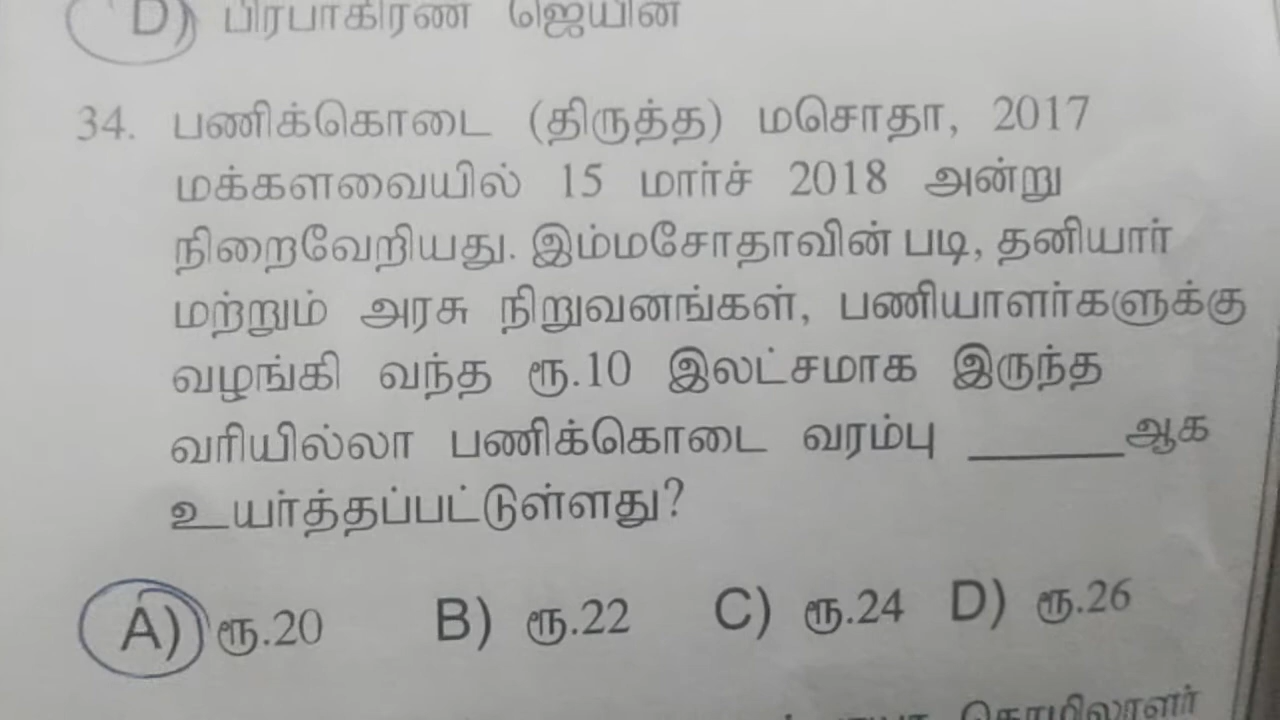 D) பிரபாகிரண் ஜெயின்
34. பணிக்கொடை (திருத்த) மசொதா, 2017
மக்களவையில் 15 மார்ச் 2018 அன்று
நிறைவேறியது. இம்மசோதாவின் படி, தனியார்
மற்றும் அரசு நிறுவனங்கள், பணியாளர்களுக்கு
வழங்கி வந்த ரூ.10 இலட்சமாக இருந்த
வரியில்லா பணிக்கொடை வரம்பு ______ ஆக
உயர்த்தப்பட்டுள்ளது?
A) ரூ.20 B) ரூ.22 C) ரூ.24 D) ரூ.26